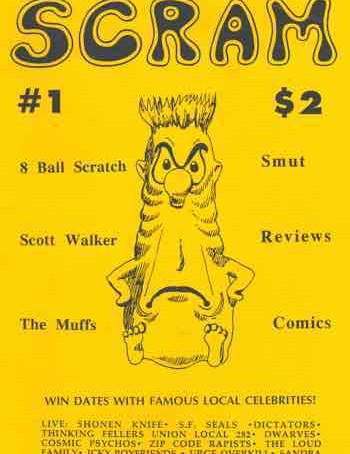 SCRAM
#1 $2
8 Ball Scratch Smut
Scott Walker Reviews
The Muffs Comics
WIN DATES WITH FAMOUS LOCAL CELEBRITIES!
LIVE: SHONEN KNIFE• S.F. SEALS •DICTATORS•
THINKING FELLERS UNION LOCAL 282• DWARVES•
COSMIC PSYCHOS• ZIP CODE RAPISTS• THE LOUD
FAMILY• ICKY BOYFRIENDS • URGE OVERKILL• SANDRA